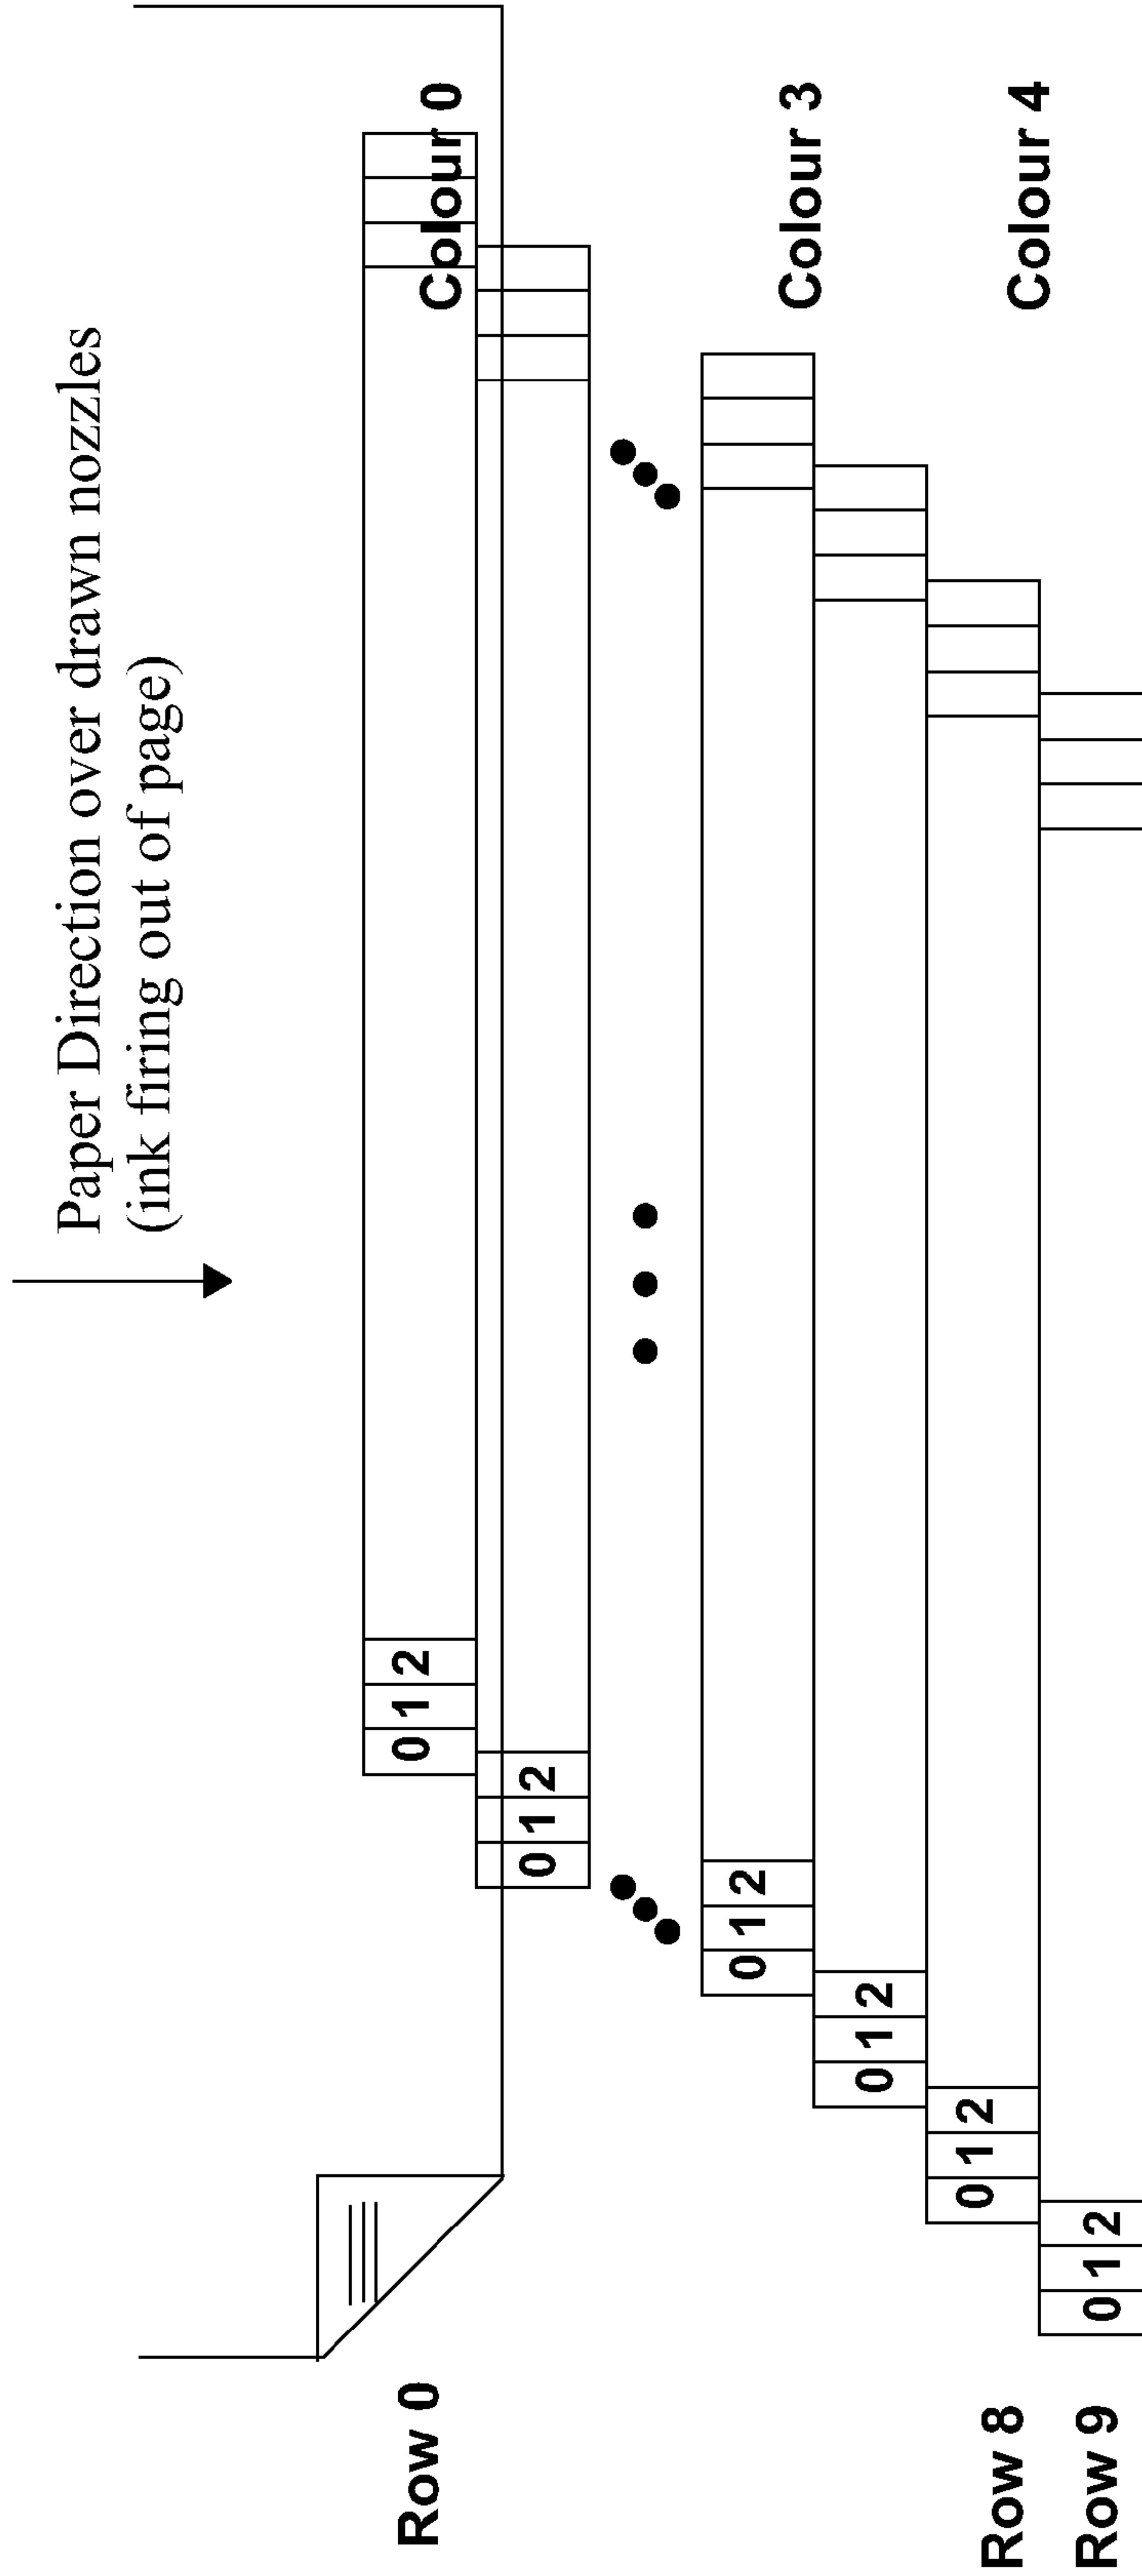 Paper Direction over drawn nozzles
(ink firing out of page)
Row 0 0 1 2 Colour 0
0 1 2
0 1 2 Colour 3
0 1 2
Row 8 0 1 2 Colour 4
Row 9 0 1 2